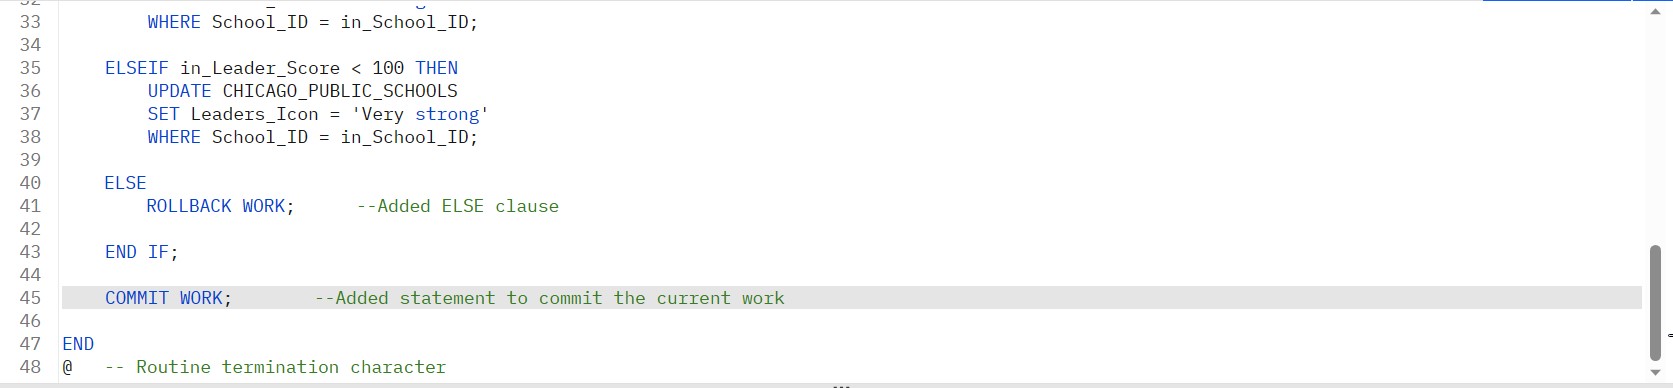 33 WHERE School_ID = in_School_ID;
34
35 ELSEIF in_Leader_Score < 100 THEN
36 UPDATE CHICAGO_PUBLIC_SCHOOLS
37 SET Leaders_Icon = 'Very strong'
38 WHERE School_ID = in_School_ID;
39
40 ELSE
41 ROLLBACK WORK; --Added ELSE clause
42
43 END IF;
44
45 COMMIT WORK; --Added statement to commit the current work
46
47 END
48 @ -- Routine termination character